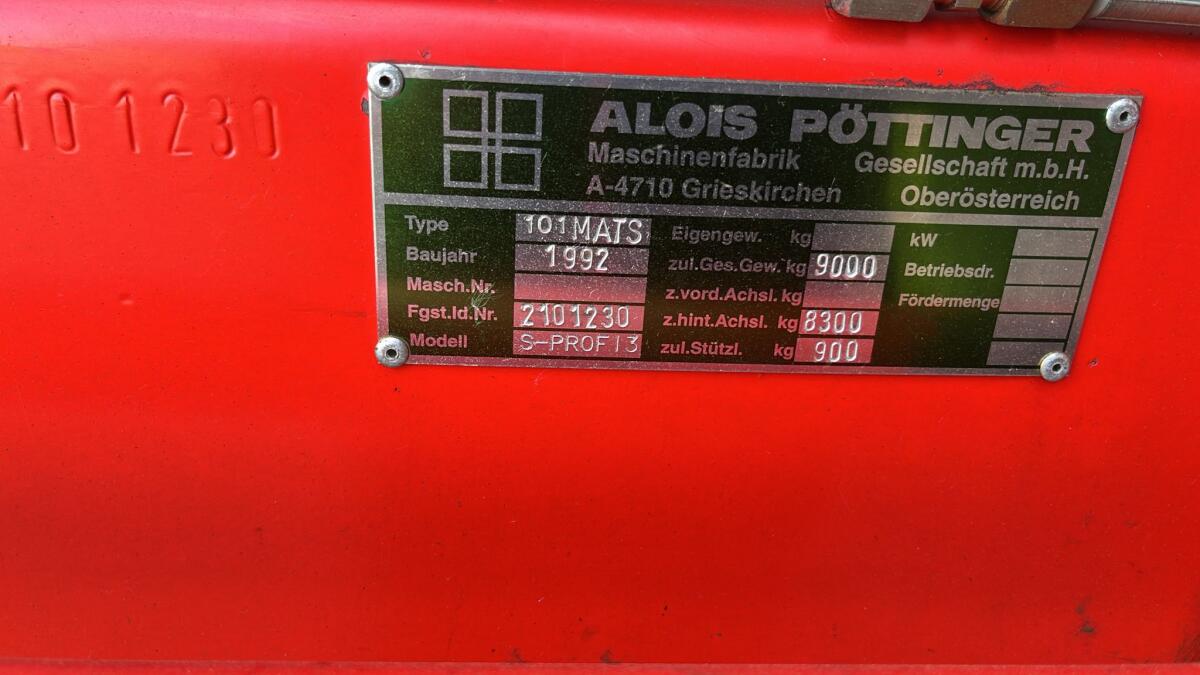 10 1230
ALOIS PÖTTINGER
Maschinenfabrik Gesellschaft m.b.H.
A-4710 Grieskirchen Oberösterreich
Type 101MATS
Baujahr 1992
Masch.Nr.
Fgst.Id.Nr. 2101230
Modell S-PROFI3
Eigengew. kg
zul.Ges.Gew. kg 9000
z.vord.Achsl. kg
z.hint.Achsl. kg 8300
zul.Stützl. kg 900
kW
Betriebsdr.
Fördermenge